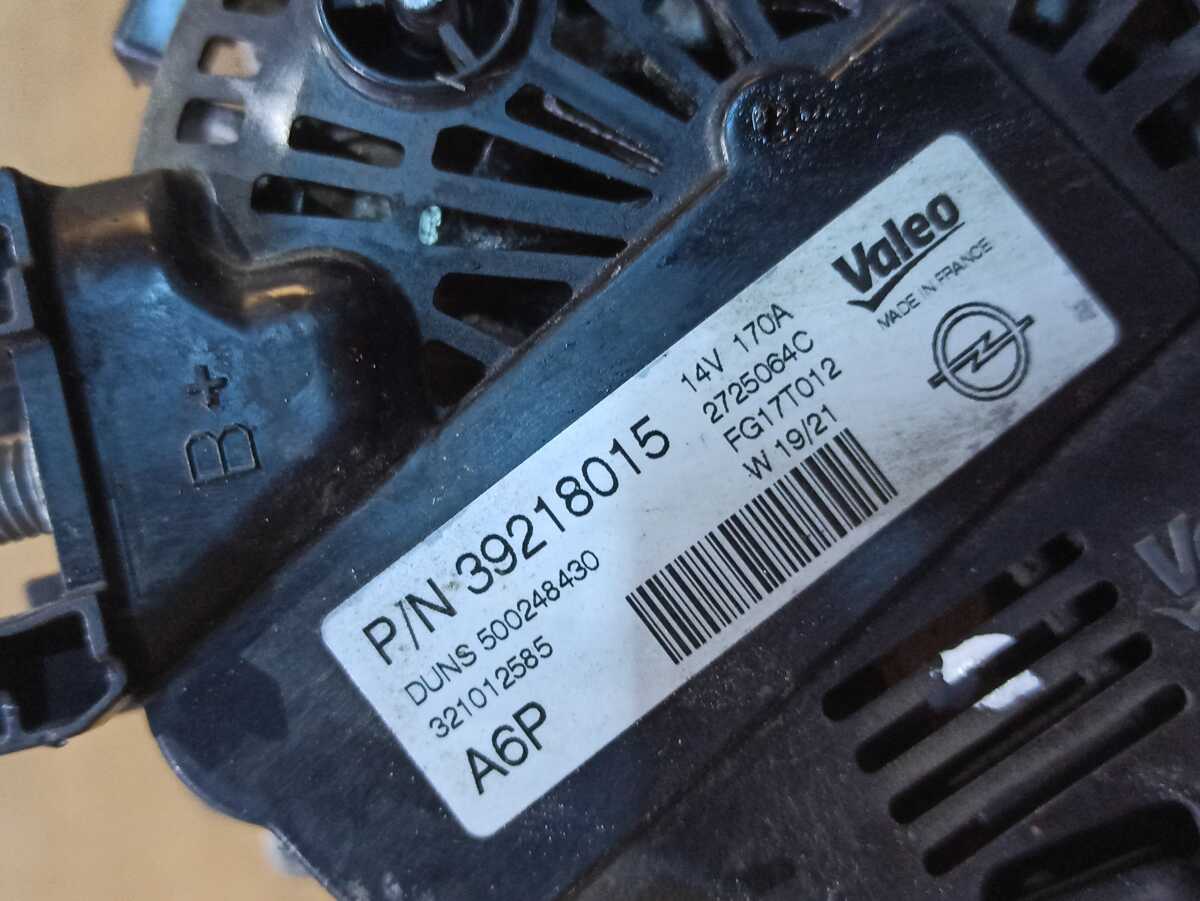 Valeo
MADE IN FRANCE
14V 170A
2725064C
FG17T012
W 19/21
P/N 39218015
DUNS 500248430
321012585
A6P
B+